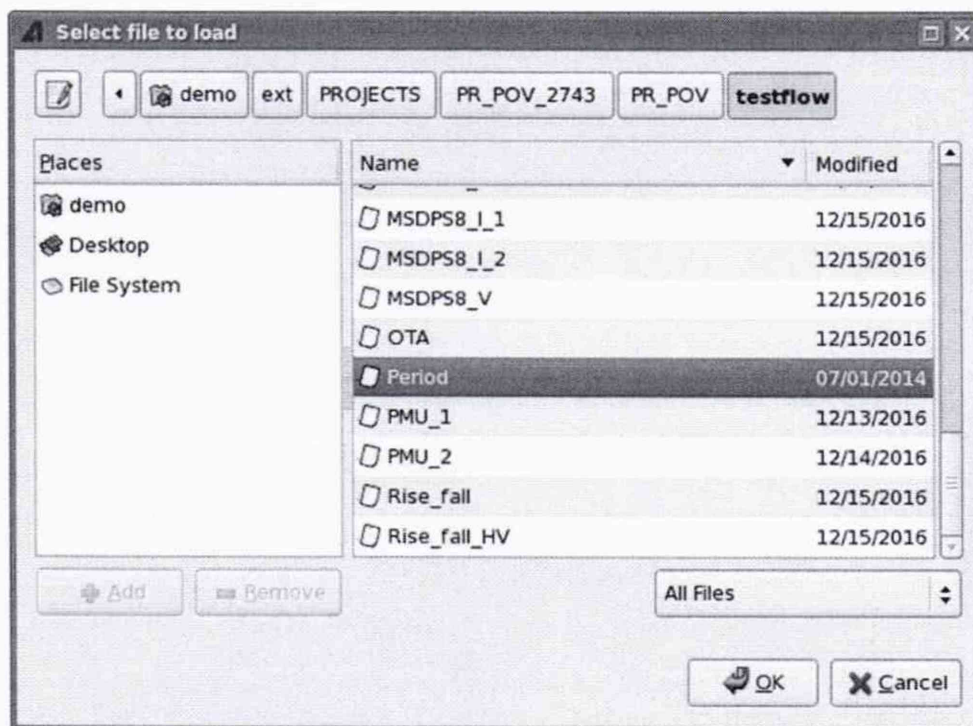 Select file to load
demo ext PROJECTS PR_POV_2743 PR_POV testflow
Places
demo
Desktop
File System
Name Modified
MSDPS8_I_1 12/15/2016
MSDPS8_I_2 12/15/2016
MSDPS8_V 12/15/2016
OTA 12/15/2016
Period 07/01/2014
PMU_1 12/13/2016
PMU_2 12/14/2016
Rise_fall 12/15/2016
Rise_fall_HV 12/15/2016
Add Remove All Files
OK Cancel